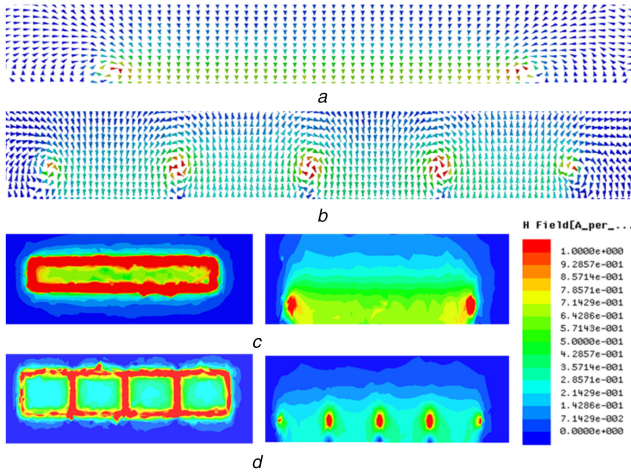 a
b
H Field[A_per_...
1.0000e+000
9.2857e-001
8.5714e-001
7.8571e-001
7.1429e-001
6.4286e-001
5.7143e-001
5.0000e-001
4.2857e-001
3.5714e-001
2.8571e-001
2.1429e-001
1.4286e-001
7.1429e-002
0.0000e+000
c
d